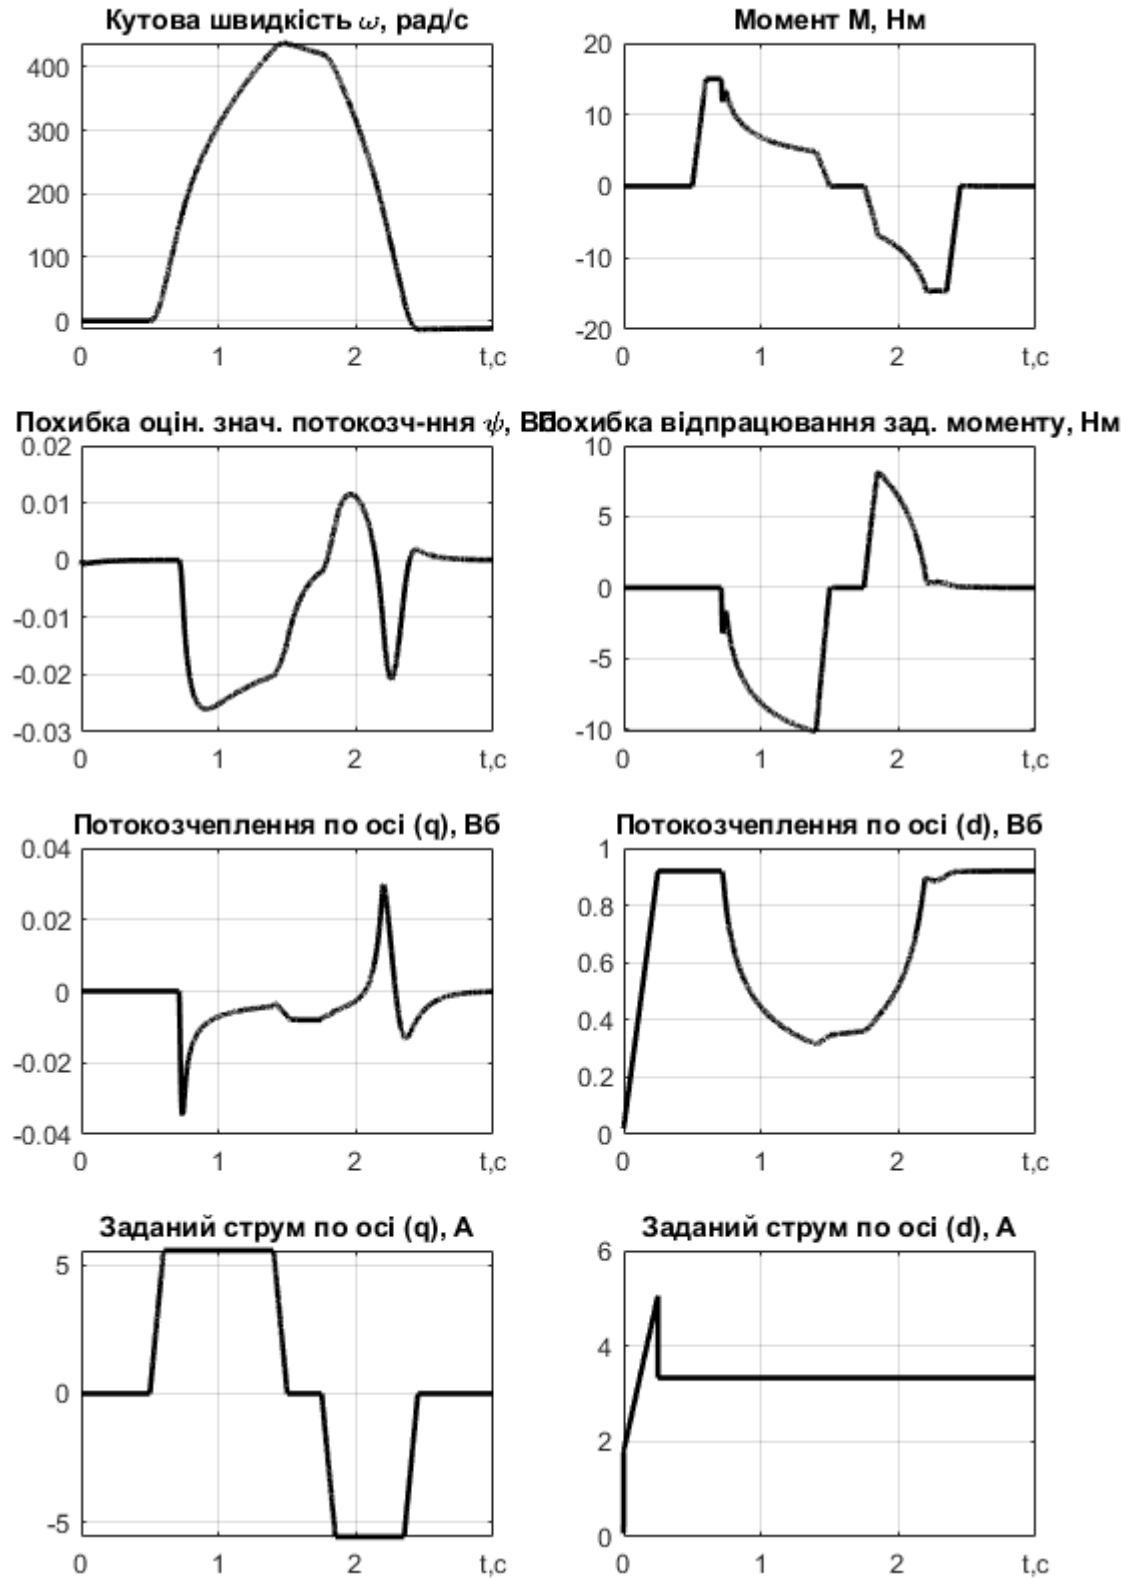 Кутова швидкість ω, рад/с
400
300
200
100
0
0 1 2 t,c
Момент М, Нм
20
10
0
-10
-20
0 1 2 t,c
Похибка оцін. знач. потокозч-ння ψ, Вб
0.02
0.01
0
-0.01
-0.02
-0.03
0 1 2 t,c
Похибка відпрацювання зад. моменту, Нм
10
5
0
-5
-10
0 1 2 t,c
Потокозчеплення по осі (q), Вб
0.04
0.02
0
-0.02
-0.04
0 1 2 t,c
Потокозчеплення по осі (d), Вб
1
0.8
0.6
0.4
0.2
0
0 1 2 t,c
Заданий струм по осі (q), А
5
0
-5
0 1 2 t,c
Заданий струм по осі (d), А
6
4
2
0
0 1 2 t,c